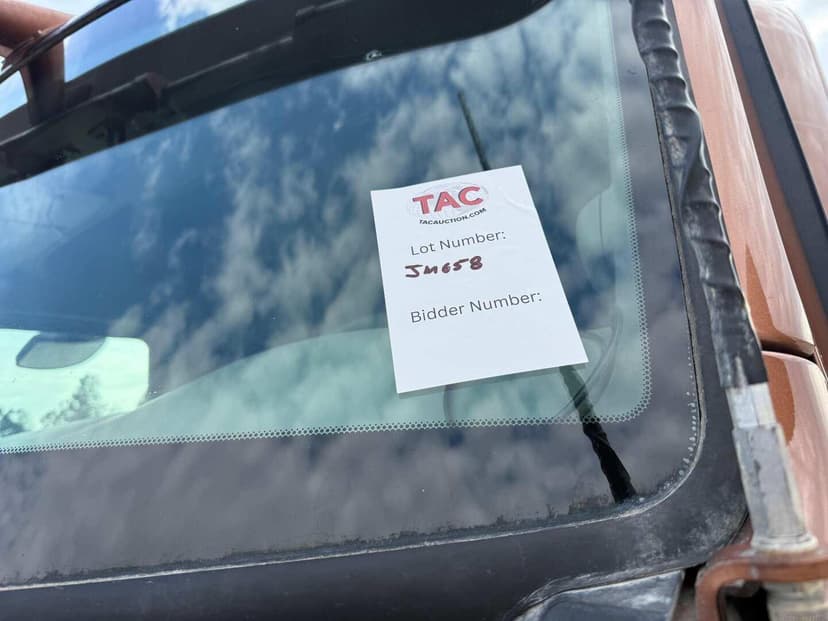 TAC
TACAUCTION.COM
Lot Number:
JM658
Bidder Number: